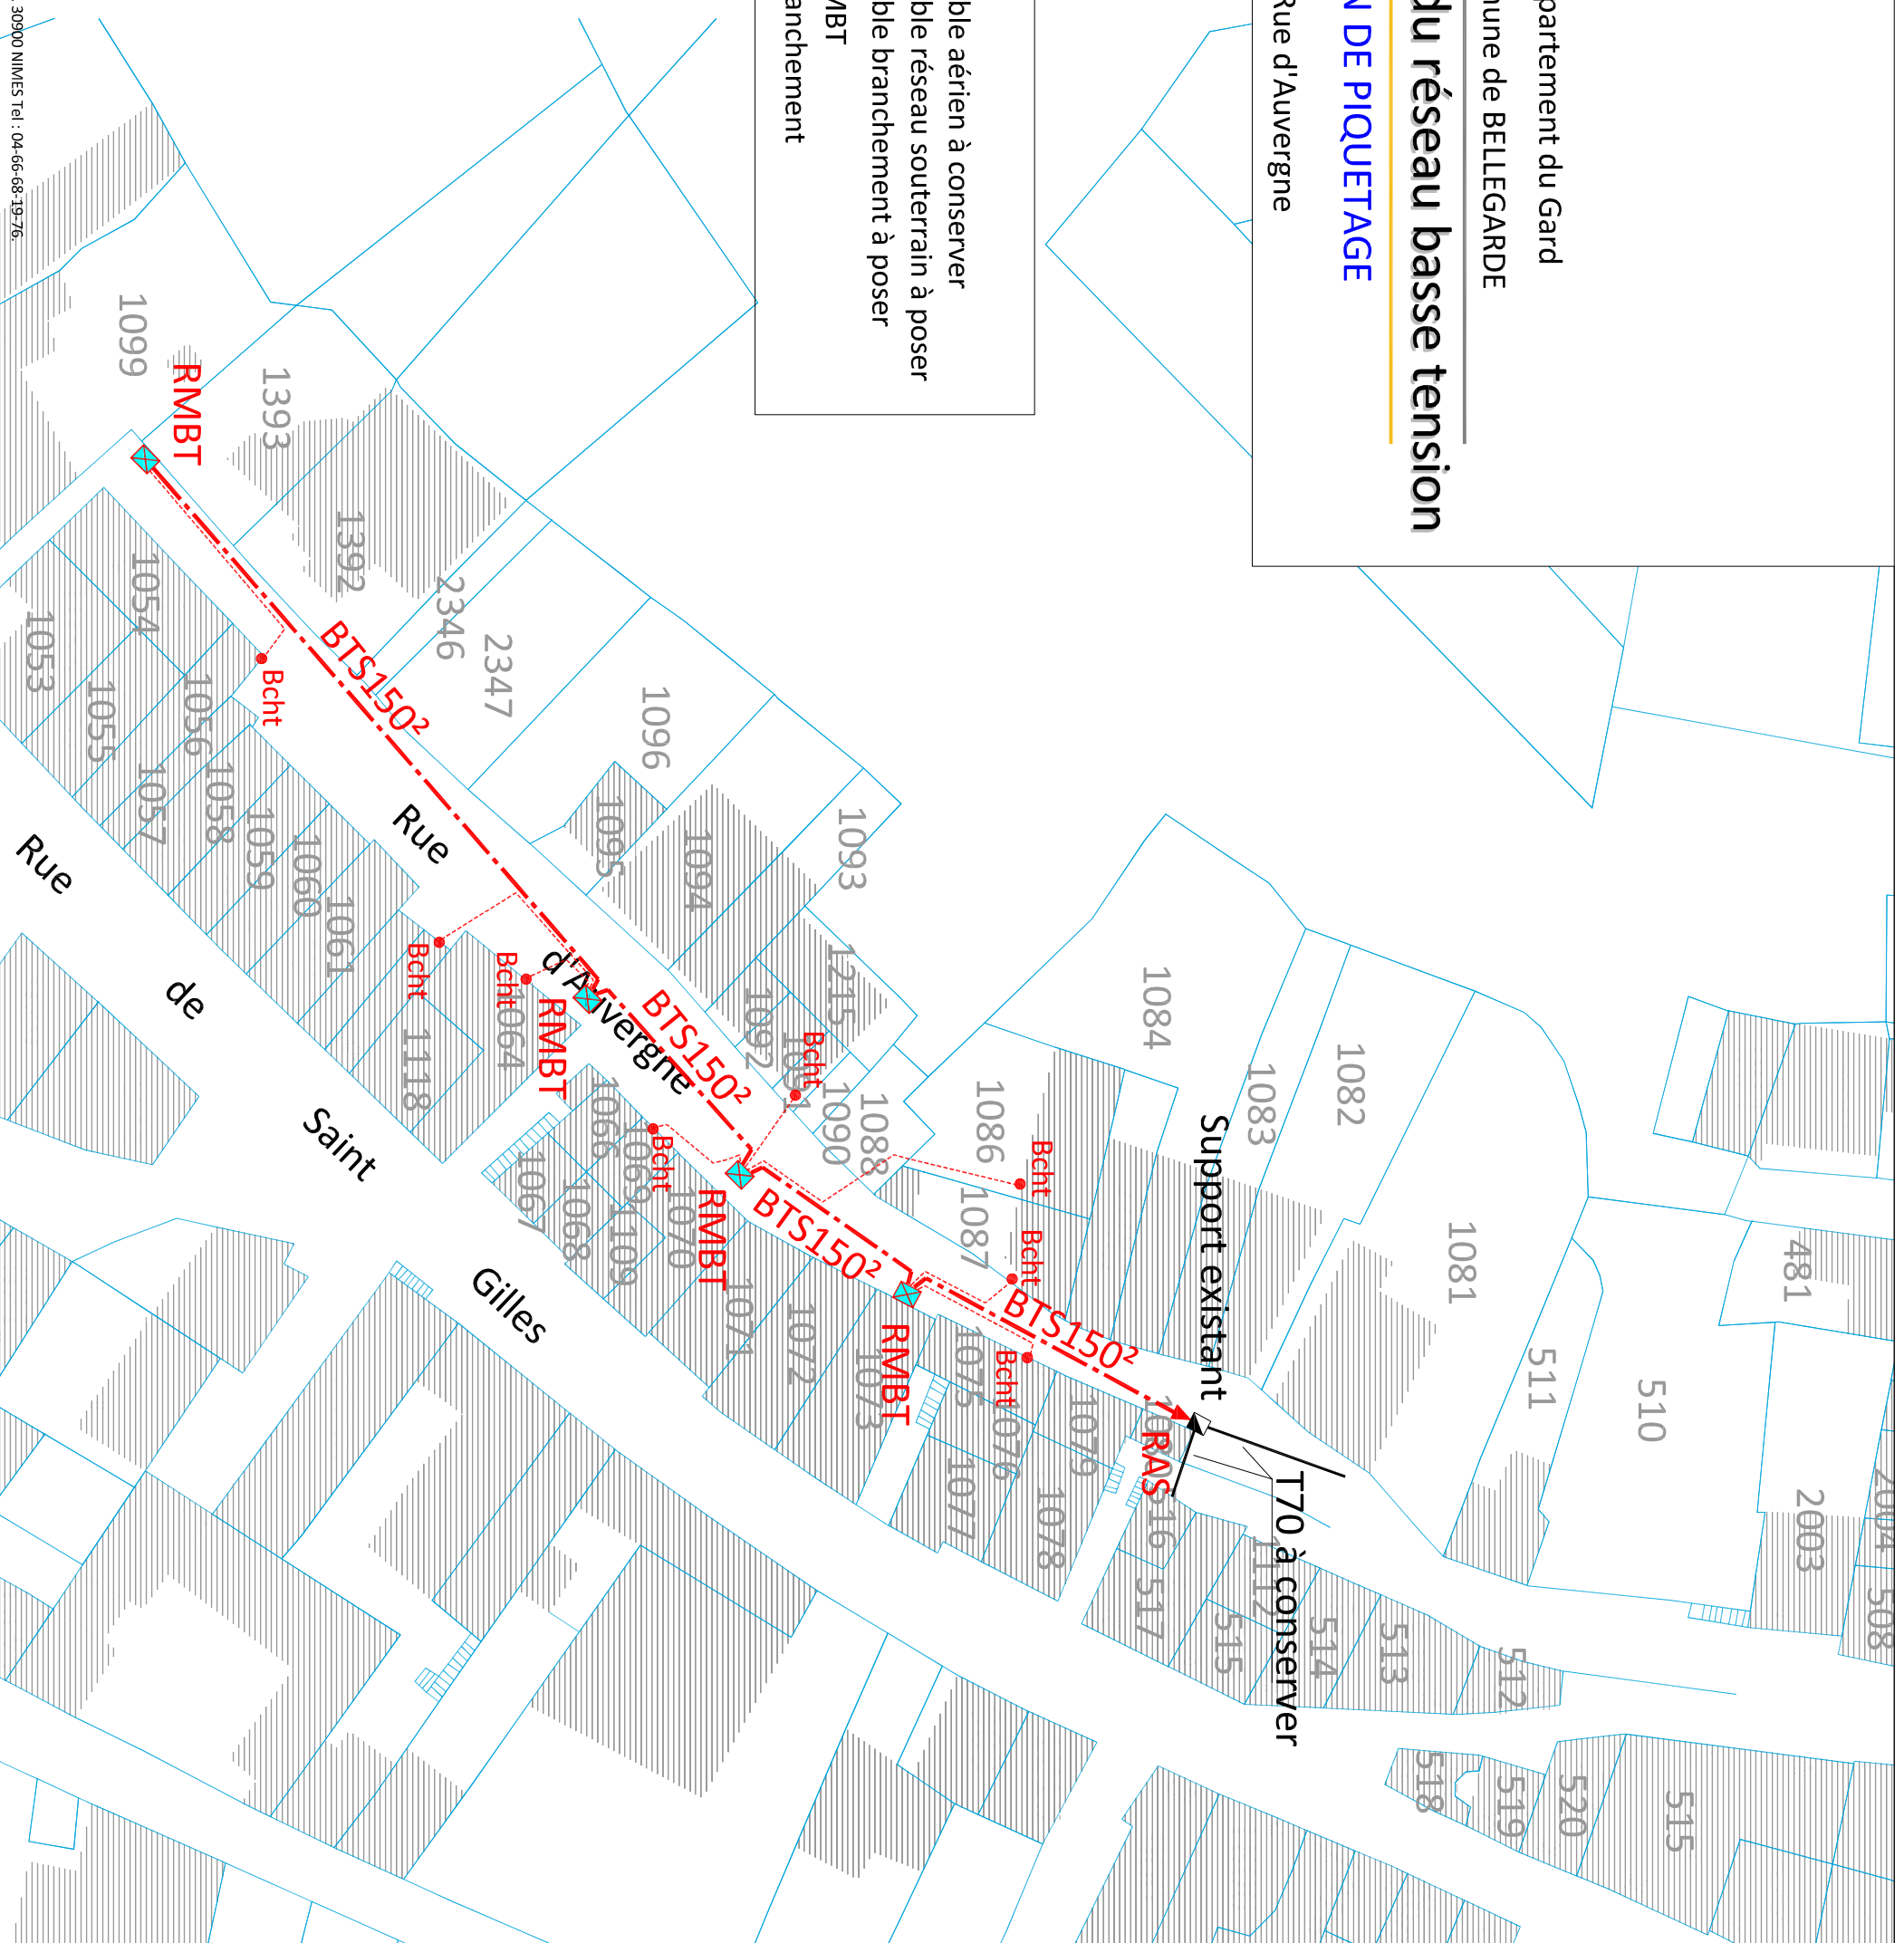 partement du Gard
mune de BELLEGARDE
du réseau basse tension
N DE PIQUETAGE
Rue d'Auvergne
ble aérien à conserver
ble réseau souterrain à poser
ble branchement à poser
MBT
anchement
30900 NIMES Tel : 04-66-68-19-76.
1099
RMBT
1393
1392
2346
2347
1096
1095
1094
1093
1215
1092
1091
1090
1088
1084
1086
1087
1083
1082
1081
481
511
510
2003
2004
508
1054
1053
1055
1056
1057
1058
1059
1060
1061
1118
1064
1066
1067
1068
1069
1109
1070
1071
1072
1073
1075
1076
1077
1078
1079
516
517
515
1112
514
513
512
518
519
520
515
BTS150²
BTS150²
BTS150²
BTS150²
Bcht
Bcht
Bcht
Bcht
Bcht
Bcht
Bcht
Bcht
RMBT
RMBT
RMBT
RAS
Support existant
T70 à conserver
Rue
d'Auvergne
Rue
de
Saint
Gilles